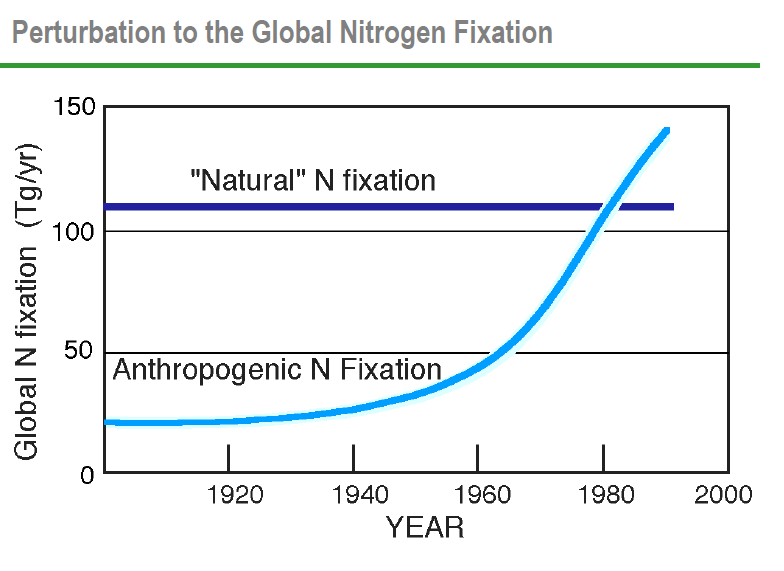 Perturbation to the Global Nitrogen Fixation
Global N fixation (Tg/yr)
150
100
50
0
"Natural" N fixation
Anthropogenic N Fixation
1920 1940 1960 1980 2000
YEAR